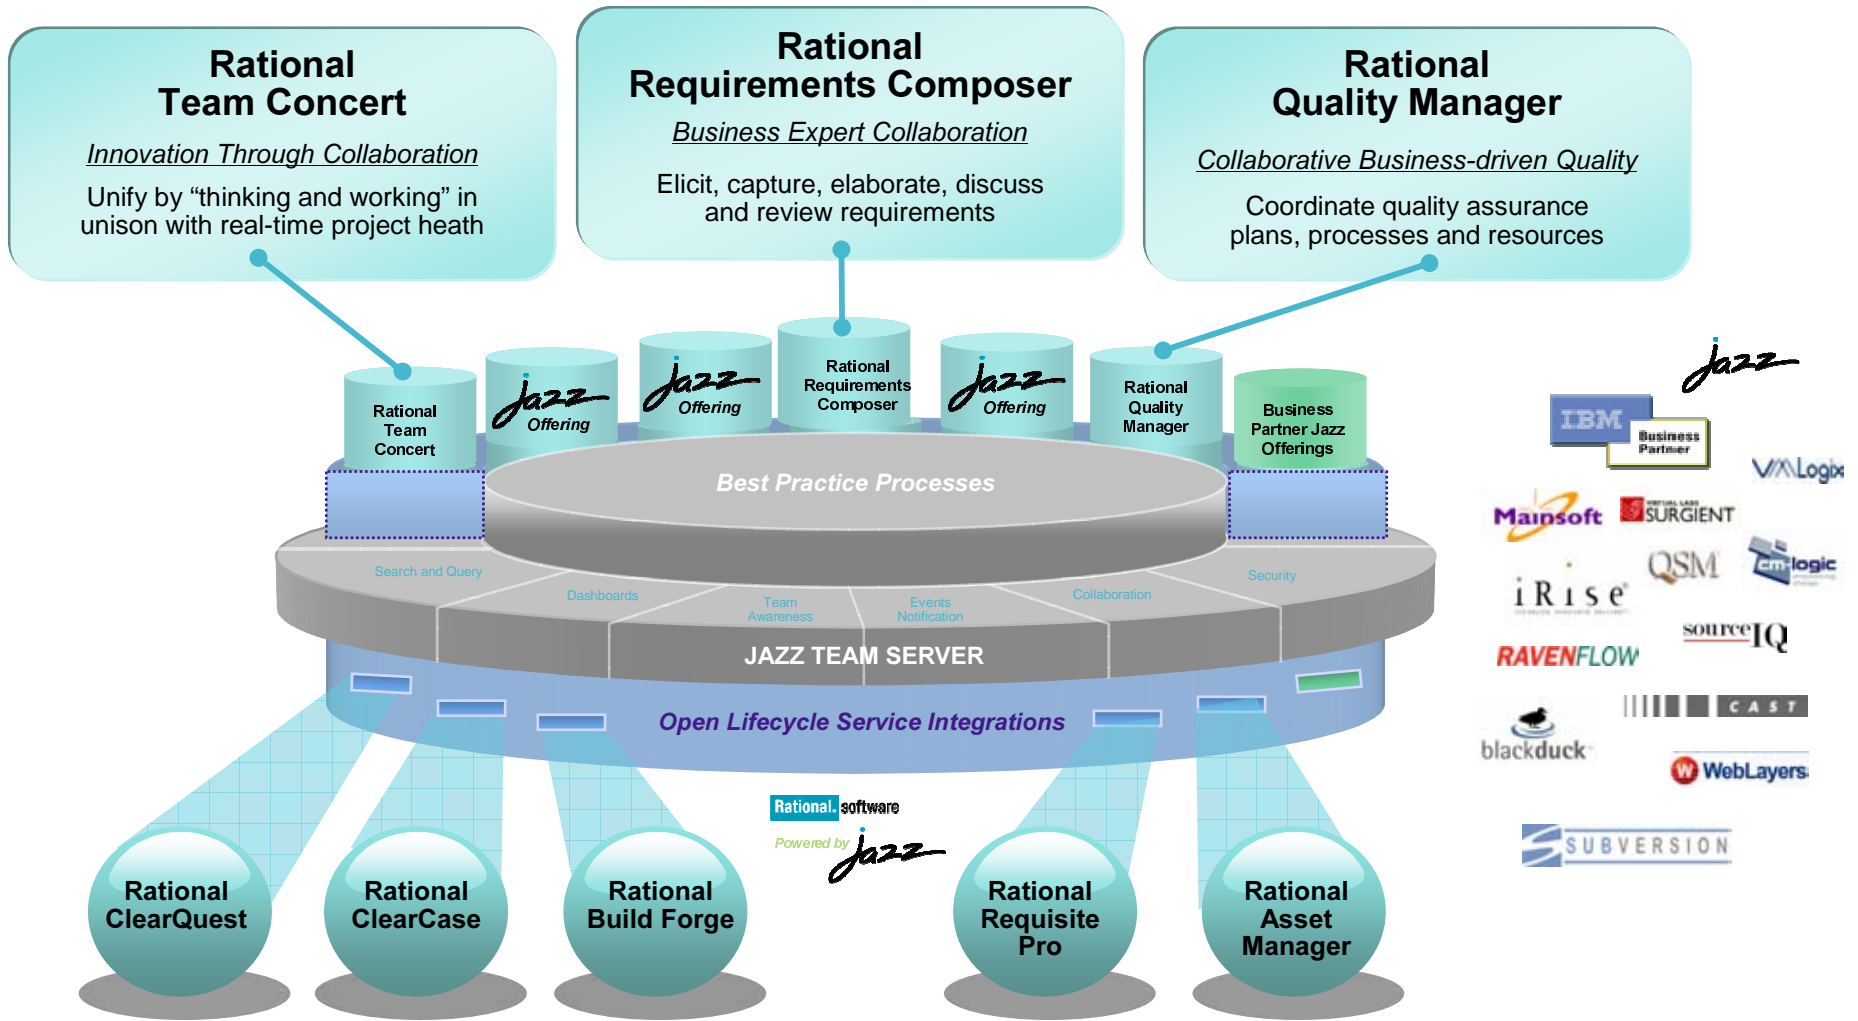 Rational
Team Concert
Innovation Through Collaboration
Unify by “thinking and working” in
unison with real-time project heath
Rational
Requirements Composer
Business Expert Collaboration
Elicit, capture, elaborate, discuss
and review requirements
Rational
Quality Manager
Collaborative Business-driven Quality
Coordinate quality assurance
plans, processes and resources
Rational
Team
Concert
jazz
Offering
jazz
Offering
Rational
Requirements
Composer
jazz
Offering
Rational
Quality
Manager
Business
Partner Jazz
Offerings
Best Practice Processes
Search and Query
Dashboards
Team
Awareness
Events
Notification
Collaboration
Security
JAZZ TEAM SERVER
Open Lifecycle Service Integrations
Rational. software
Powered by
jazz
Rational
ClearQuest
Rational
ClearCase
Rational
Build Forge
Rational
Requisite
Pro
Rational
Asset
Manager
jazz
IBM
Business
Partner
VMLogix
Mainsoft
VIRTUAL LABS
SURGIENT
QSM
cm-logic
iRise
sourceIQ
RAVENFLOW
CAST
blackduck
W WebLayers
SUBVERSION